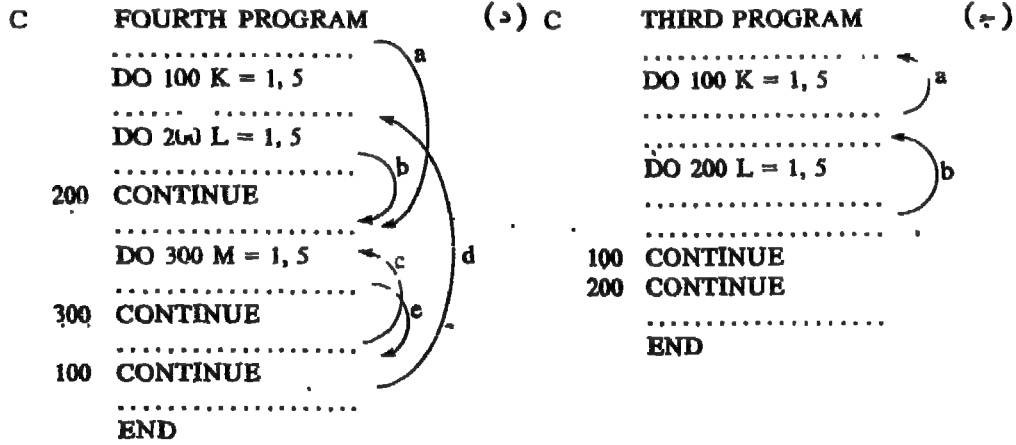 C FOURTH PROGRAM (د)
....................
DO 100 K = 1, 5
....................
DO 200 L = 1, 5
....................
200 CONTINUE
....................
DO 300 M = 1, 5
....................
300 CONTINUE
....................
100 CONTINUE
....................
END
a
b
c
d
e
C THIRD PROGRAM (ج)
....................
DO 100 K = 1, 5
....................
....................
DO 200 L = 1, 5
....................
....................
100 CONTINUE
200 CONTINUE
....................
END
a
b